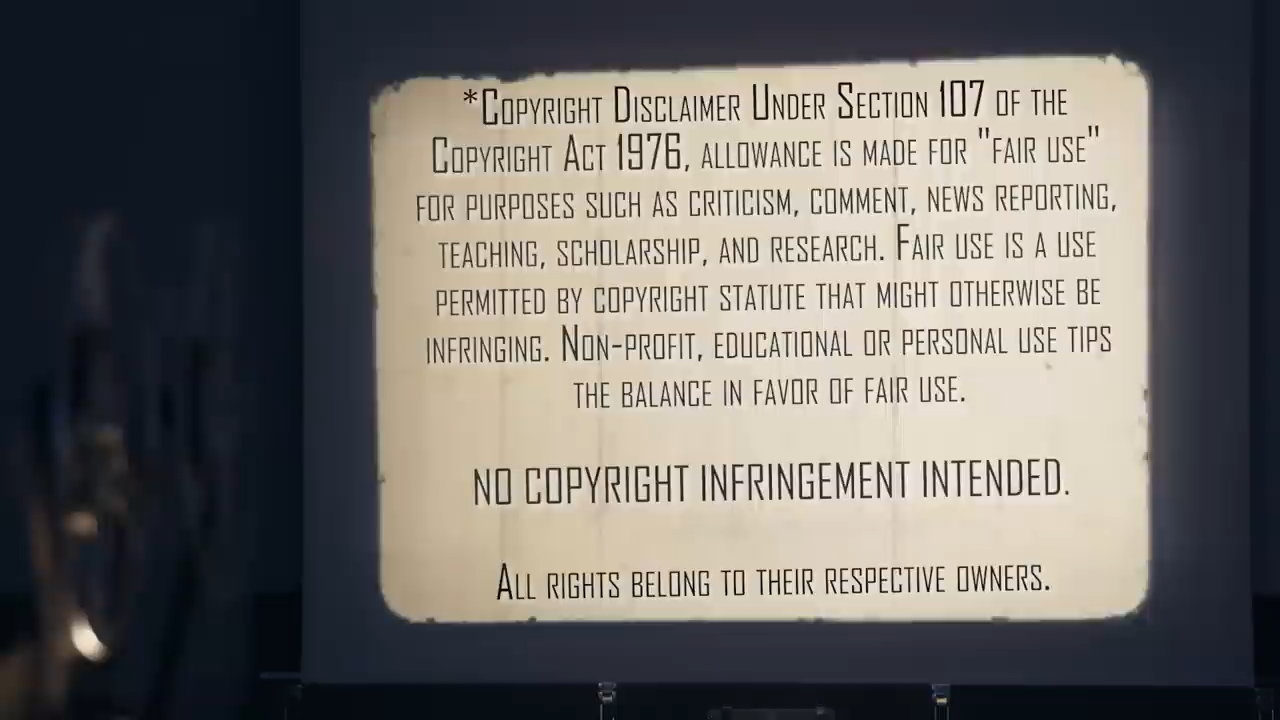 *Copyright Disclaimer Under Section 107 of the
Copyright Act 1976, allowance is made for "fair use"
for purposes such as criticism, comment, news reporting,
teaching, scholarship, and research. Fair use is a use
permitted by copyright statute that might otherwise be
infringing. Non-profit, educational or personal use tips
the balance in favor of fair use.
NO COPYRIGHT INFRINGEMENT INTENDED.
All rights belong to their respective owners.